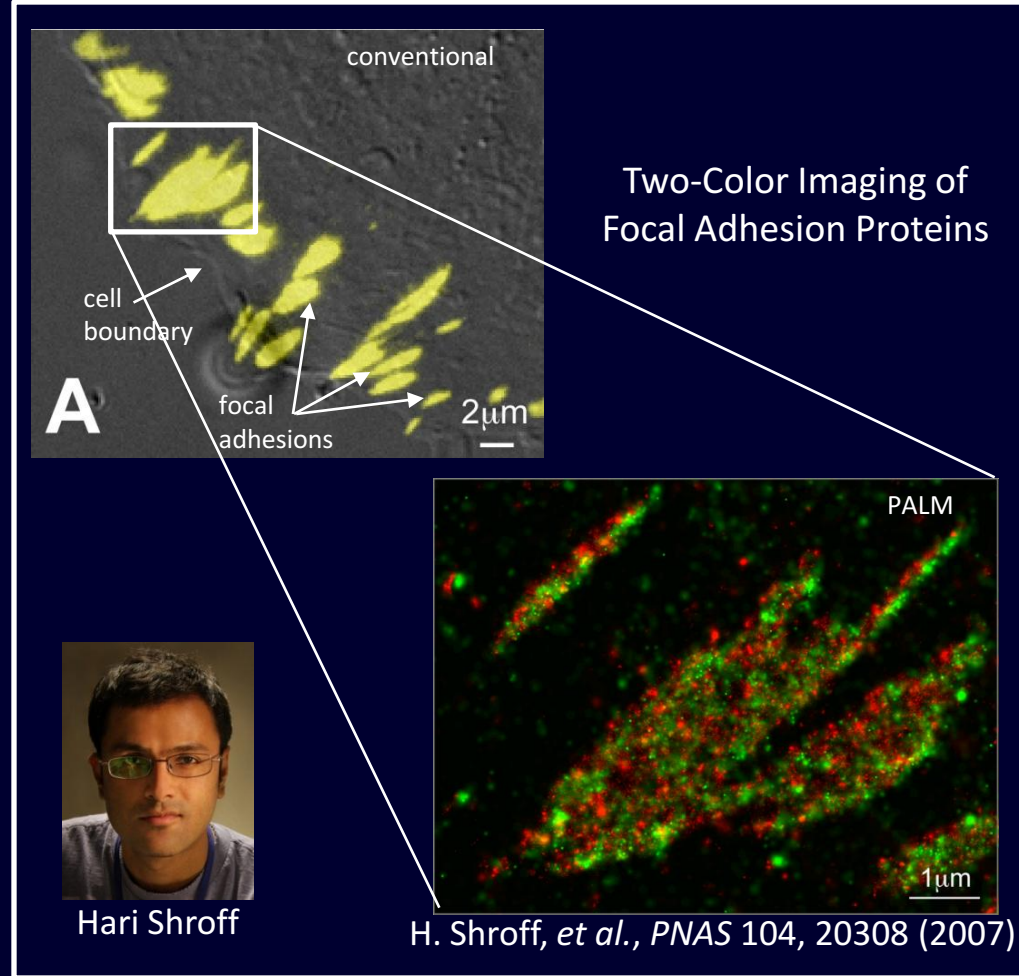 conventional
Two-Color Imaging of
Focal Adhesion Proteins
cell
boundary
focal
adhesions
A
2μm
PALM
1μm
Hari Shroff
H. Shroff, et al., PNAS 104, 20308 (2007)